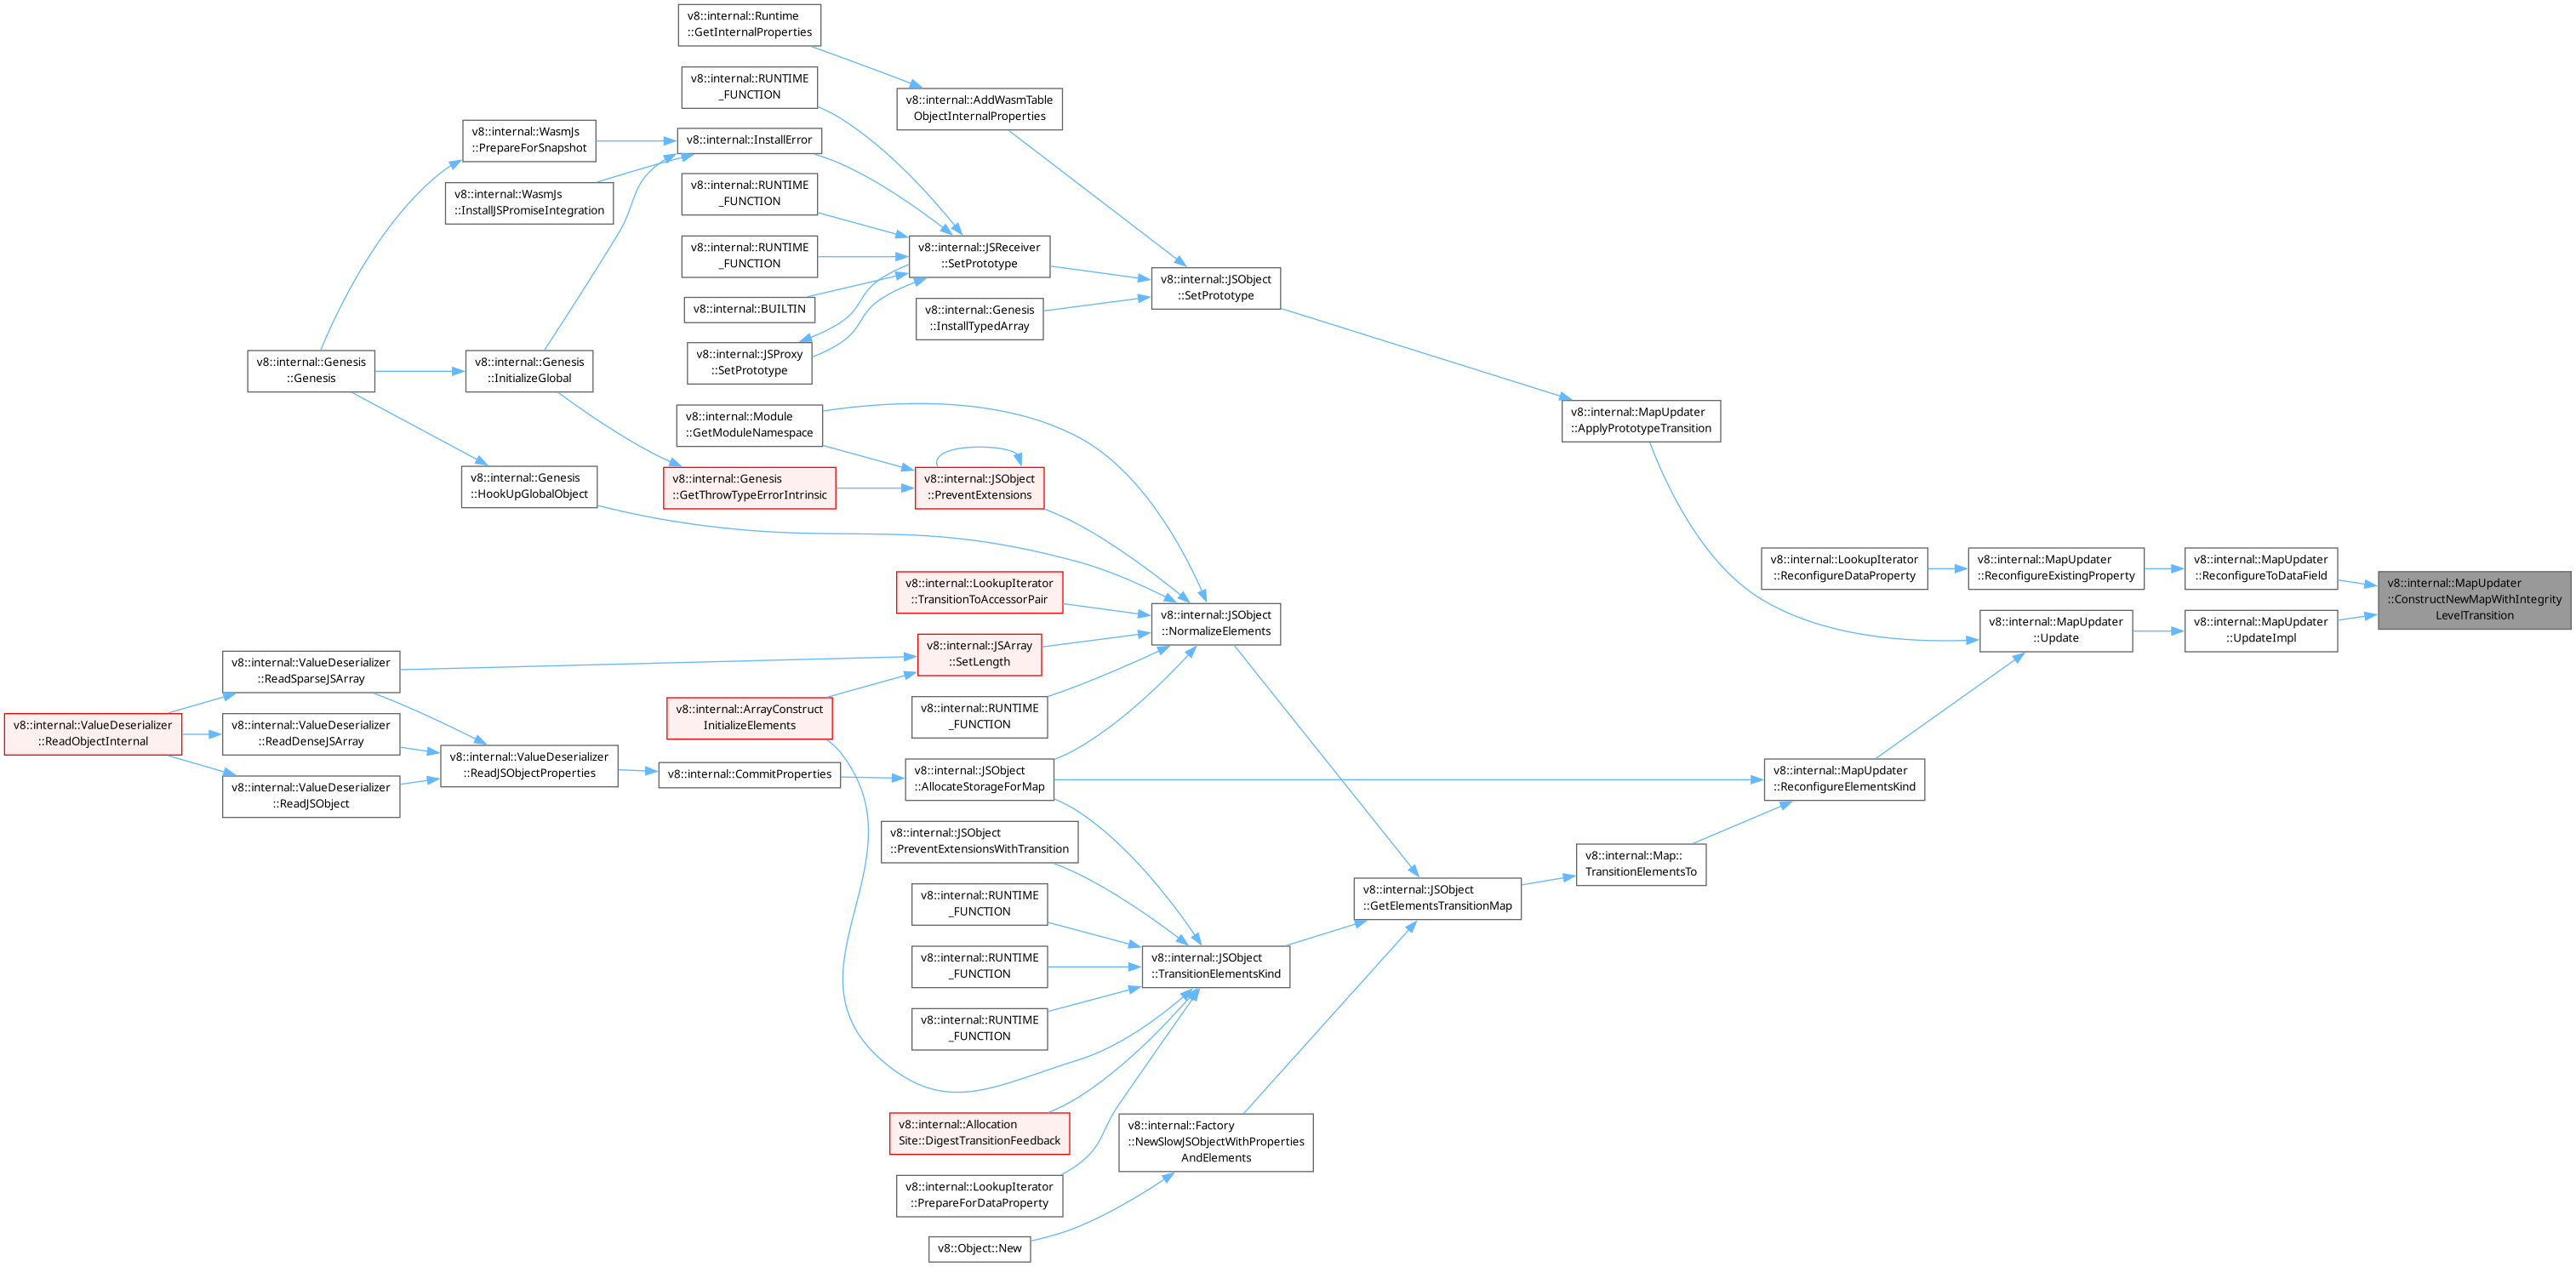 v8::internal::Runtime
::GetInternalProperties
v8::internal::RUNTIME
_FUNCTION
v8::internal::AddWasmTable
ObjectInternalProperties
v8::internal::WasmJs
::PrepareForSnapshot
v8::internal::InstallError
v8::internal::WasmJs
::InstallJSPromiseIntegration
v8::internal::RUNTIME
_FUNCTION
v8::internal::RUNTIME
_FUNCTION
v8::internal::JSReceiver
::SetPrototype
v8::internal::JSObject
::SetPrototype
v8::internal::BUILTIN
v8::internal::Genesis
::InstallTypedArray
v8::internal::JSProxy
::SetPrototype
v8::internal::Genesis
::Genesis
v8::internal::Genesis
::InitializeGlobal
v8::internal::Module
::GetModuleNamespace
v8::internal::MapUpdater
::ApplyPrototypeTransition
v8::internal::Genesis
::HookUpGlobalObject
v8::internal::Genesis
::GetThrowTypeErrorIntrinsic
v8::internal::JSObject
::PreventExtensions
v8::internal::LookupIterator
::ReconfigureDataProperty
v8::internal::MapUpdater
::ReconfigureExistingProperty
v8::internal::MapUpdater
::ReconfigureToDataField
v8::internal::MapUpdater
::ConstructNewMapWithIntegrity
LevelTransition
v8::internal::LookupIterator
::TransitionToAccessorPair
v8::internal::JSObject
::NormalizeElements
v8::internal::MapUpdater
::Update
v8::internal::MapUpdater
::UpdateImpl
v8::internal::JSArray
::SetLength
v8::internal::ValueDeserializer
::ReadSparseJSArray
v8::internal::ValueDeserializer
::ReadObjectInternal
v8::internal::ValueDeserializer
::ReadDenseJSArray
v8::internal::ArrayConstruct
InitializeElements
v8::internal::RUNTIME
_FUNCTION
v8::internal::ValueDeserializer
::ReadJSObject
v8::internal::ValueDeserializer
::ReadJSObjectProperties
v8::internal::CommitProperties
v8::internal::JSObject
::AllocateStorageForMap
v8::internal::MapUpdater
::ReconfigureElementsKind
v8::internal::JSObject
::PreventExtensionsWithTransition
v8::internal::Map::
TransitionElementsTo
v8::internal::RUNTIME
_FUNCTION
v8::internal::JSObject
::GetElementsTransitionMap
v8::internal::RUNTIME
_FUNCTION
v8::internal::JSObject
::TransitionElementsKind
v8::internal::RUNTIME
_FUNCTION
v8::internal::Allocation
Site::DigestTransitionFeedback
v8::internal::Factory
::NewSlowJSObjectWithProperties
AndElements
v8::internal::LookupIterator
::PrepareForDataProperty
v8::Object::New